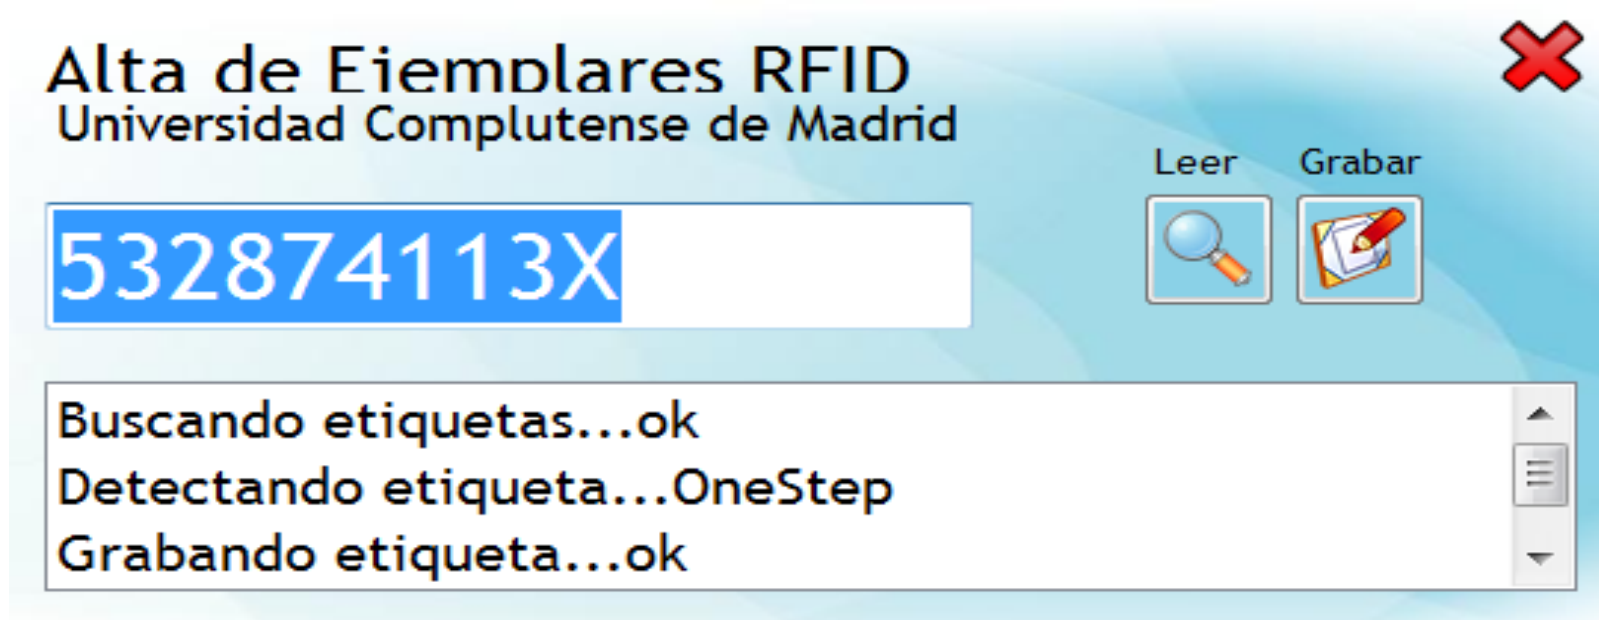 Alta de Ejemplares RFID
Universidad Complutense de Madrid
Leer Grabar
532874113X
Buscando etiquetas...ok
Detectando etiqueta...OneStep
Grabando etiqueta...ok